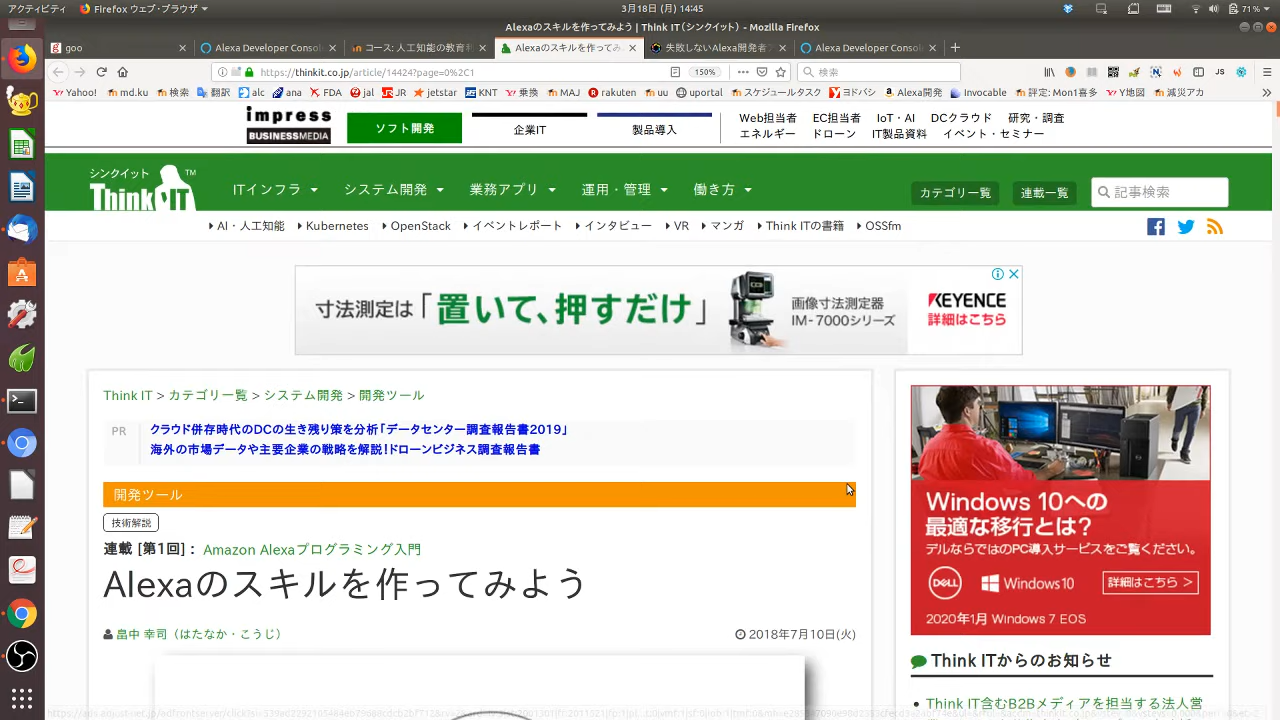 アクティビティ
Firefox ウェブ・ブラウザ
3月18日 (月) 14:45
71%
Alexaのスキルを作ってみよう | Think IT(シンクイット) - Mozilla Firefox
goo
Alexa Developer Consol
コース: 人工知能の教育利
Alexaのスキルを作ってみ
失敗しないAlexa開発者ア
Alexa Developer Consol
https://thinkit.co.jp/article/14424?page=0%2C1
150%
検索
Yahoo!
md.ku
検索
翻訳
alc
ana
FDA
jal
JR
jetstar
KNT
乗換
MAJ
rakuten
uu
uportal
スケジュールタスク
ヨドバシ
Alexa開発
Invocable
評定: Mon1喜多
YM-地図
減災アカ
impress
BUSINESS MEDIA
ソフト開発
企業IT
製品導入
Web担当者 EC担当者 IoT・AI DCクラウド 研究・調査
エネルギー ドローン IT製品資料 イベント・セミナー
シンクイット
Think IT
TM
ITインフラ
システム開発
業務アプリ
運用・管理
働き方
カテゴリ一覧
連載一覧
記事検索
AI・人工知能
Kubernetes
OpenStack
イベントレポート
インタビュー
VR
マンガ
Think ITの書籍
OSSfm
寸法測定は「置いて、押すだけ」
画像寸法測定器
IM-7000シリーズ
KEYENCE
詳細はこちら
Think IT > カテゴリ一覧 > システム開発 > 開発ツール
PR
クラウド併存時代のDCの生き残り策を分析「データセンター調査報告書2019」
海外の市場データや主要企業の戦略を解説!ドローンビジネス調査報告書
開発ツール
技術解説
連載 [第1回] : Amazon Alexaプログラミング入門
Alexaのスキルを作ってみよう
畠中 幸司（はたなか・こうじ）
2018年7月10日(火)
Windows 10への
最適な移行とは?
デルならではのPC導入サービスをご覧ください。
DELL
Windows10
詳細はこちら >
2020年1月 Windows 7 EOS
Think ITからのお知らせ
Think IT含むB2Bメディアを担当する法人営